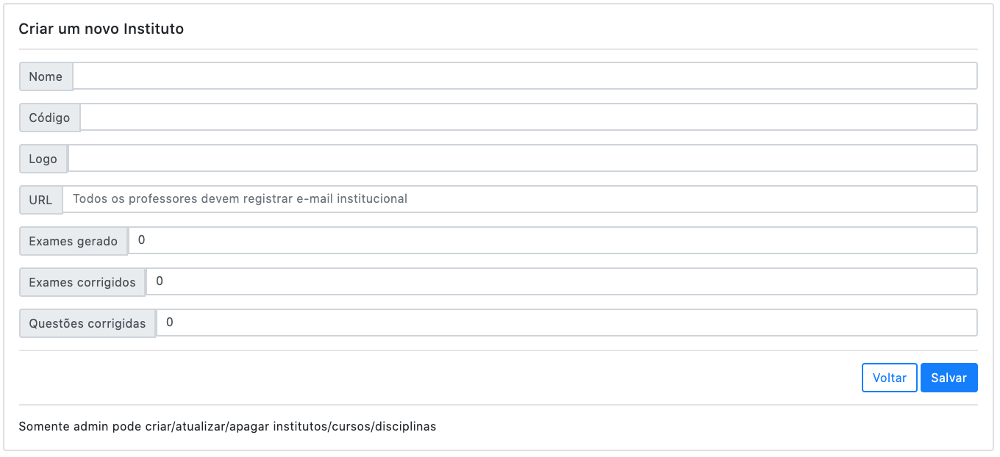 Criar um novo Instituto
Nome
Código
Logo
URL Todos os professores devem registrar e-mail institucional
Exames gerado 0
Exames corrigidos 0
Questões corrigidas 0
Voltar Salvar
Somente admin pode criar/atualizar/apagar institutos/cursos/disciplinas